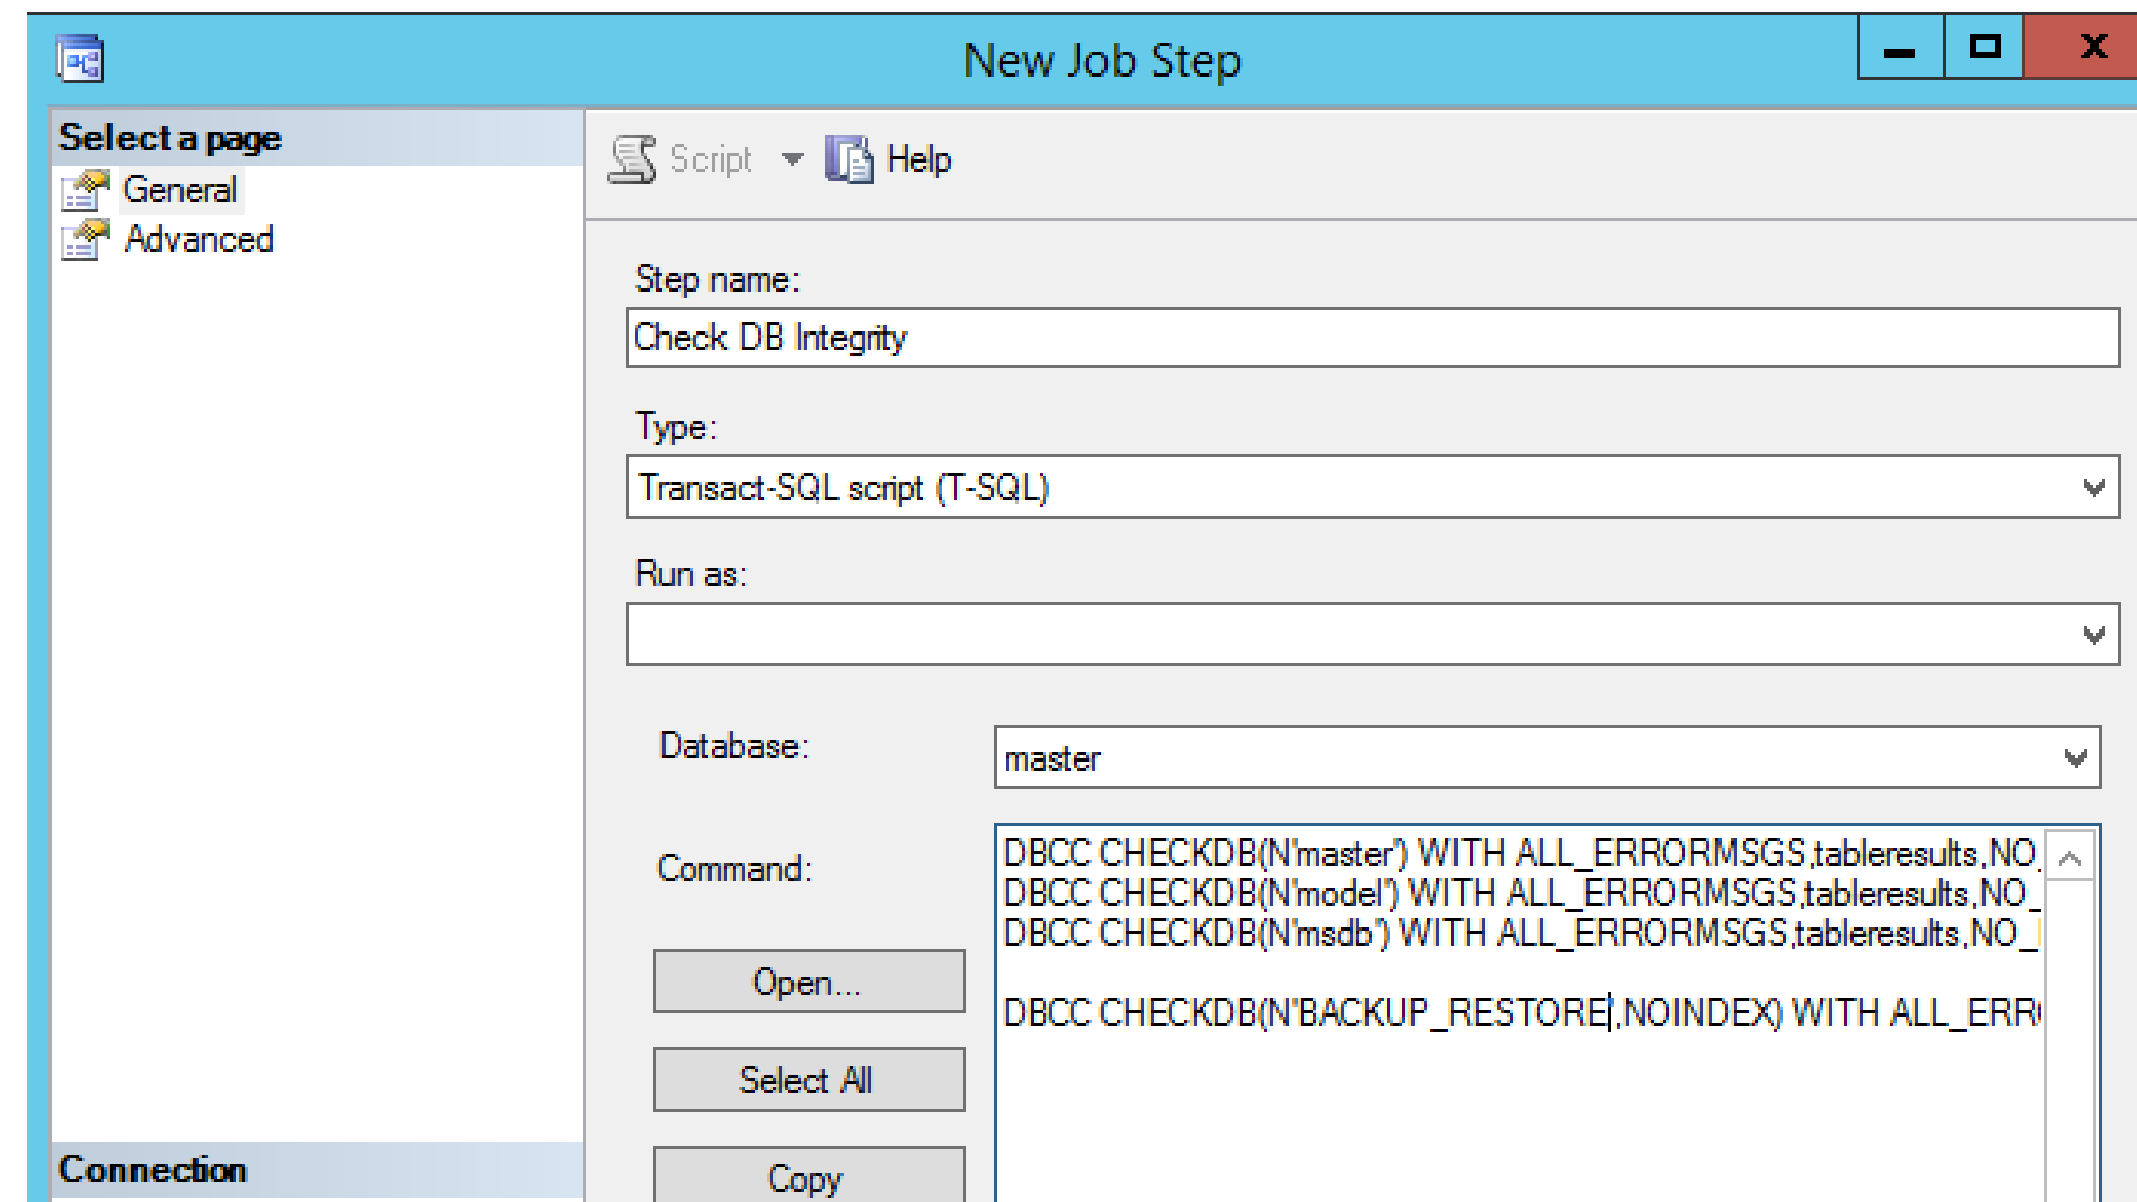 New Job Step
Select a page
General
Advanced
Script
Help
Step name:
Check DB Integrity
Type:
Transact-SQL script (T-SQL)
Run as:
Database:
master
Command:
DBCC CHECKDB(N'master') WITH ALL_ERRORMSGS,tableresults,NO_
DBCC CHECKDB(N'model') WITH ALL_ERRORMSGS,tableresults,NO_
DBCC CHECKDB(N'msdb') WITH ALL_ERRORMSGS,tableresults,NO_
DBCC CHECKDB(N'BACKUP_RESTORE',NOINDEX) WITH ALL_ERR
Open...
Select All
Copy
Connection